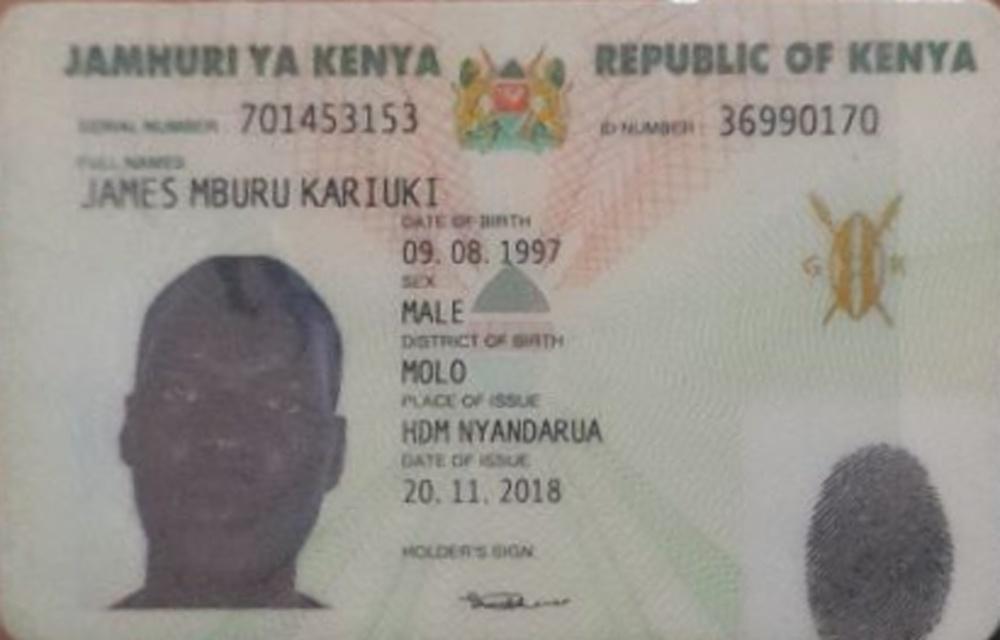 JAMHURI YA KENYA REPUBLIC OF KENYA
SERIAL NUMBER 701453153 ID NUMBER 36990170
FULL NAMES
JAMES MBURU KARIUKI
DATE OF BIRTH
09. 08. 1997
SEX
MALE
DISTRICT OF BIRTH
MOLO
PLACE OF ISSUE
HDM NYANDARUA
DATE OF ISSUE
20. 11. 2018
HOLDER'S SIGN.
G K